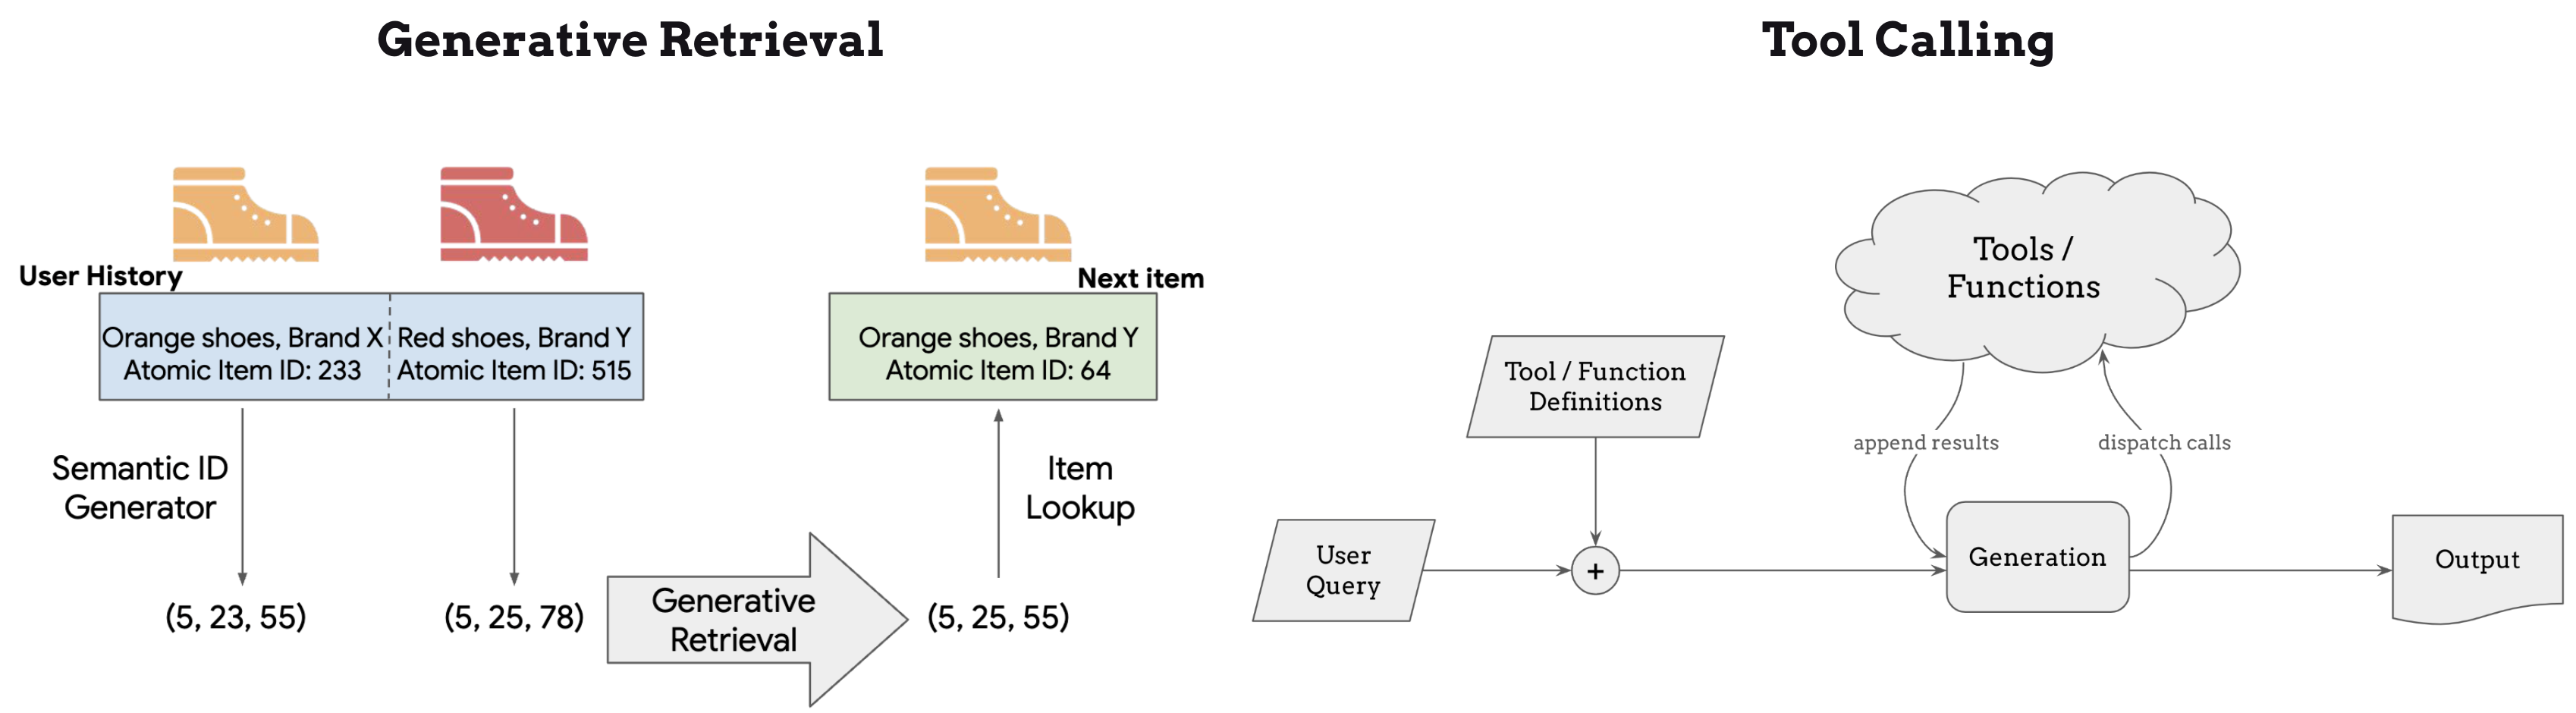 Generative Retrieval
User History
Next item
Orange shoes, Brand X
Atomic Item ID: 233
Red shoes, Brand Y
Atomic Item ID: 515
Orange shoes, Brand Y
Atomic Item ID: 64
Semantic ID
Generator
Item
Lookup
(5, 23, 55)
(5, 25, 78)
Generative
Retrieval
(5, 25, 55)
Tool Calling
Tools /
Functions
Tool / Function
Definitions
append results
dispatch calls
User
Query
+
Generation
Output